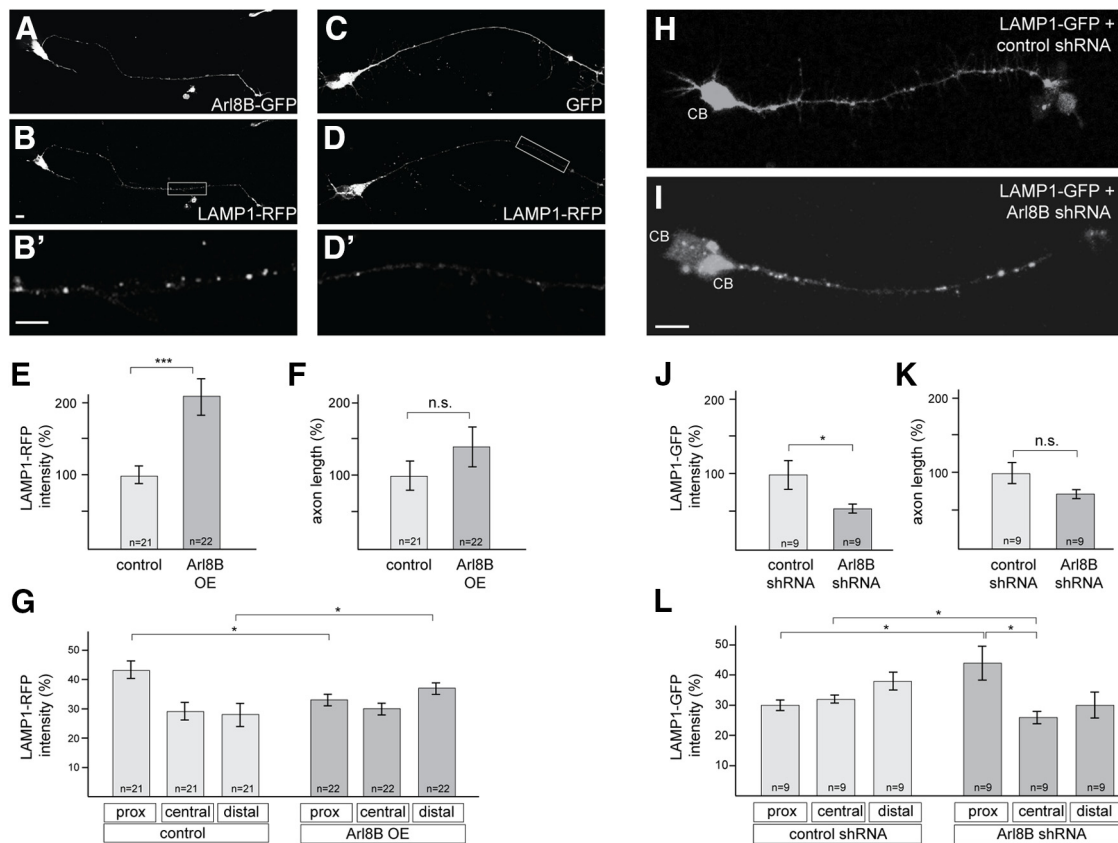 A
Arl8B-GFP
B
LAMP1-RFP
B'
C
GFP
D
LAMP1-RFP
D'
H
LAMP1-GFP +
control shRNA
CB
I
LAMP1-GFP +
Arl8B shRNA
CB
CB
E
***
LAMP1-RFP
intensity (%)
200
100
n=21
n=22
control
Arl8B
OE
F
n.s.
axon length (%)
200
100
n=21
n=22
control
Arl8B
OE
J
*
LAMP1-GFP
intensity (%)
200
100
n=9
n=9
control
shRNA
Arl8B
shRNA
K
n.s.
axon length (%)
200
100
n=9
n=9
control
shRNA
Arl8B
shRNA
G
*
*
LAMP1-RFP
intensity (%)
50
40
30
20
10
n=21
n=21
n=21
n=22
n=22
n=22
prox
central
distal
prox
central
distal
control
Arl8B OE
L
*
*
*
LAMP1-GFP
intensity (%)
50
40
30
20
10
n=9
n=9
n=9
n=9
n=9
n=9
prox
central
distal
prox
central
distal
control shRNA
Arl8B shRNA